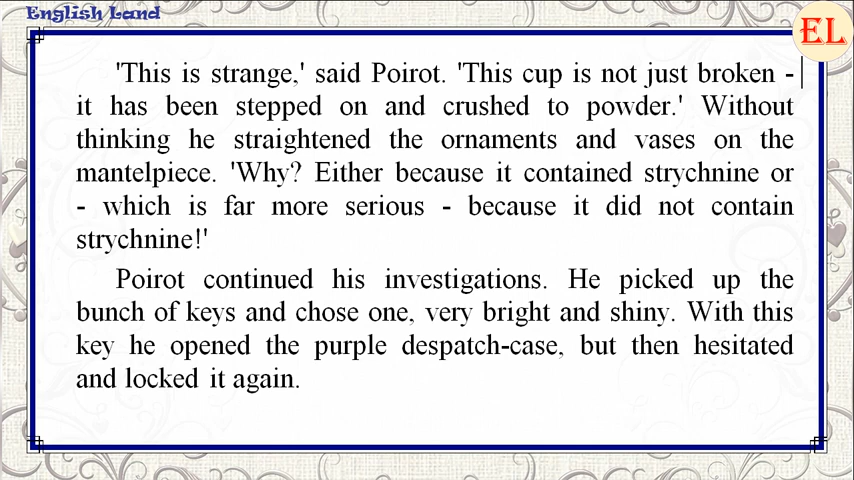 English Land
EL
'This is strange,' said Poirot. 'This cup is not just broken -
it has been stepped on and crushed to powder.' Without
thinking he straightened the ornaments and vases on the
mantelpiece. 'Why? Either because it contained strychnine or
- which is far more serious - because it did not contain
strychnine!'
Poirot continued his investigations. He picked up the
bunch of keys and chose one, very bright and shiny. With this
key he opened the purple despatch-case, but then hesitated
and locked it again.